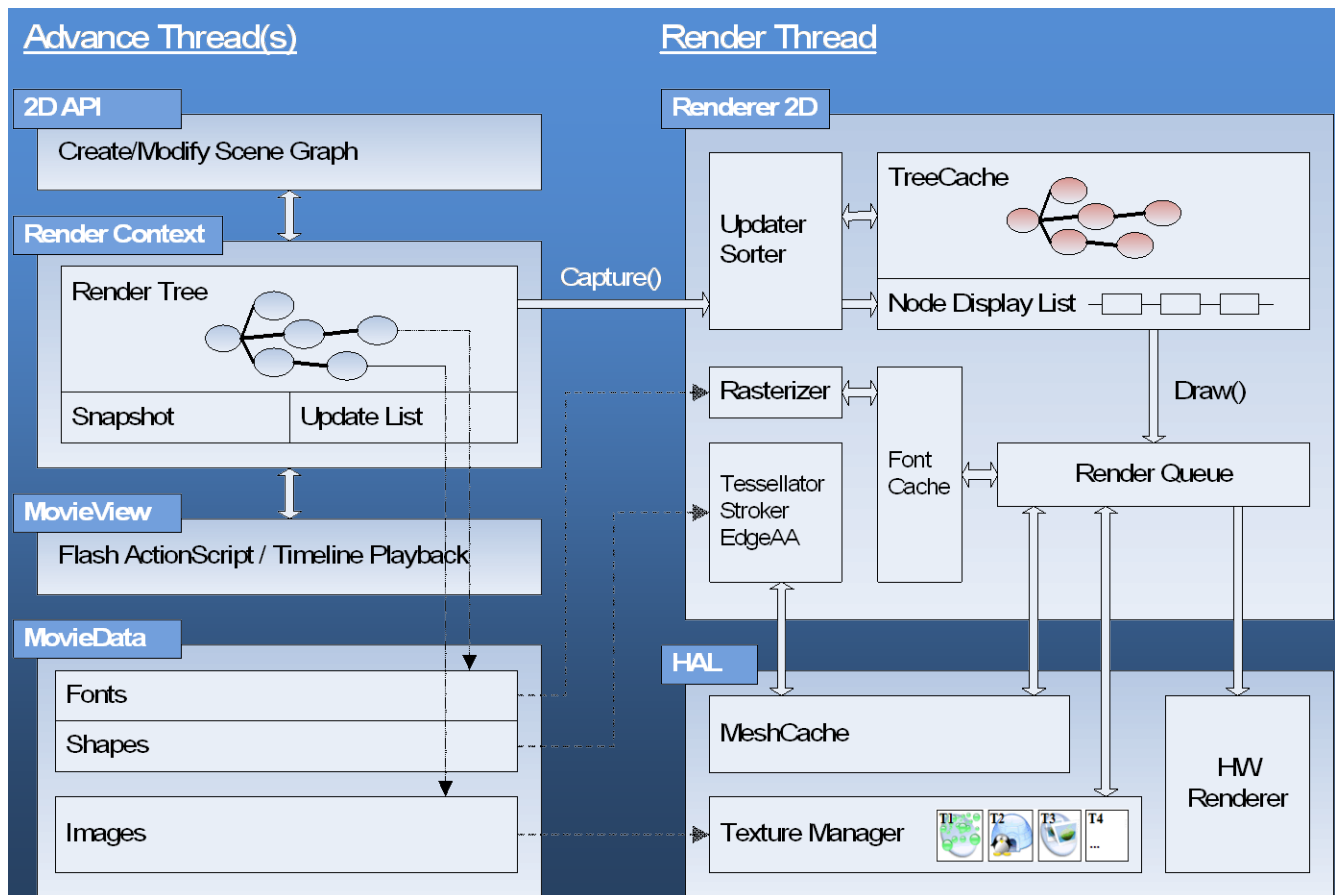 Advance Thread(s)
2D API
Create/Modify Scene Graph
Render Context
Render Tree
Snapshot
Update List
MovieView
Flash ActionScript / Timeline Playback
MovieData
Fonts
Shapes
Images
Capture()
Render Thread
Renderer 2D
Updater
Sorter
TreeCache
Node Display List
Rasterizer
Draw()
Tessellator
Stroker
EdgeAA
Font
Cache
Render Queue
HAL
MeshCache
Texture Manager
T1
T2
T3
T4
...
HW
Renderer